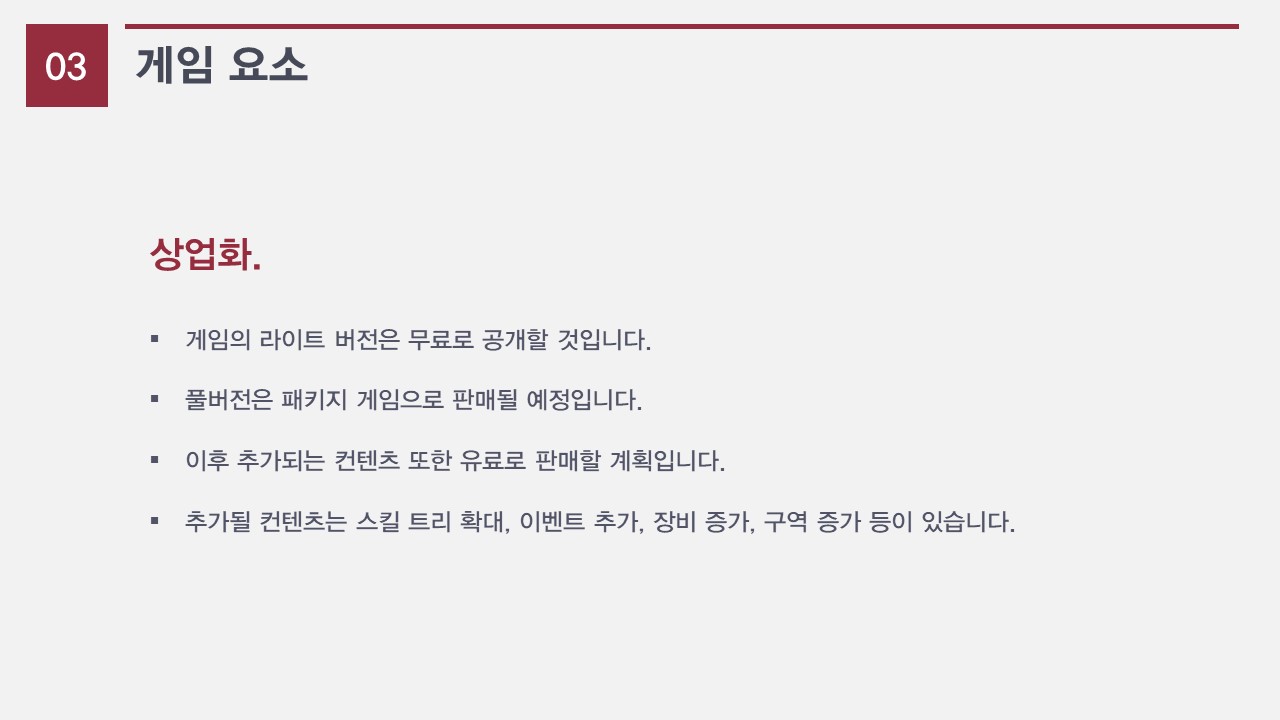 03
게임 요소
상업화.
▪ 게임의 라이트 버전은 무료로 공개할 것입니다.
▪ 풀버전은 패키지 게임으로 판매될 예정입니다.
▪ 이후 추가되는 컨텐츠 또한 유료로 판매할 계획입니다.
▪ 추가될 컨텐츠는 스킬 트리 확대, 이벤트 추가, 장비 증가, 구역 증가 등이 있습니다.